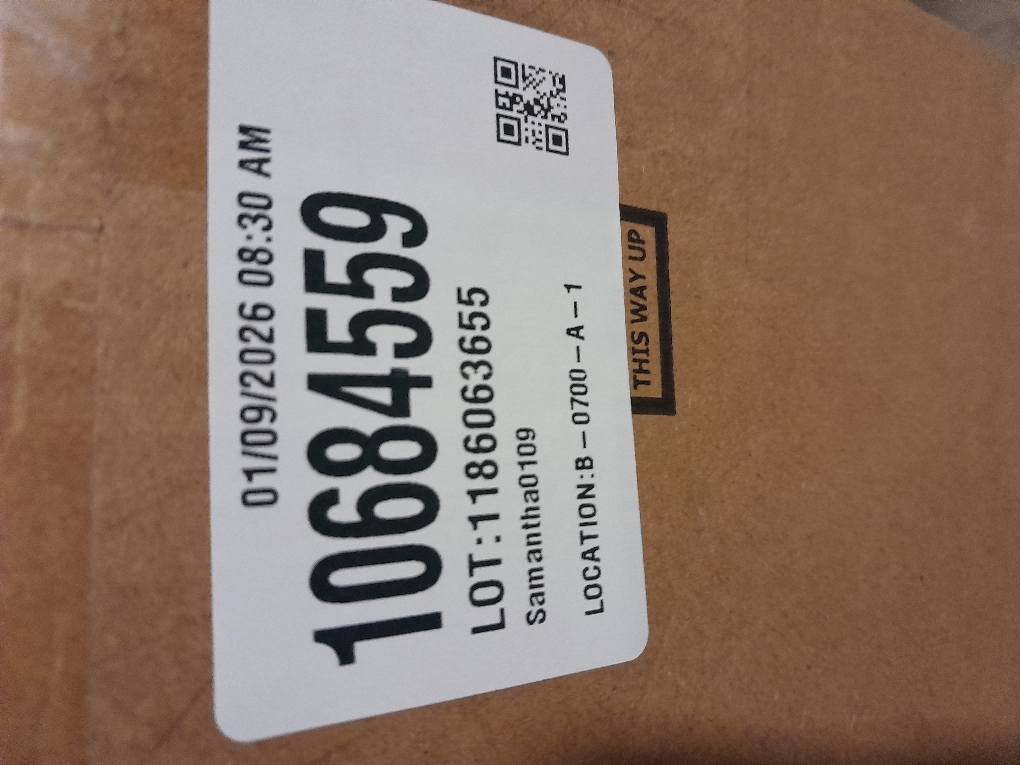 01/09/2026 08:30 AM
10684559
LOT:1186063655
Samantha0109
LOCATION:B-0700-A-1
THIS WAY UP